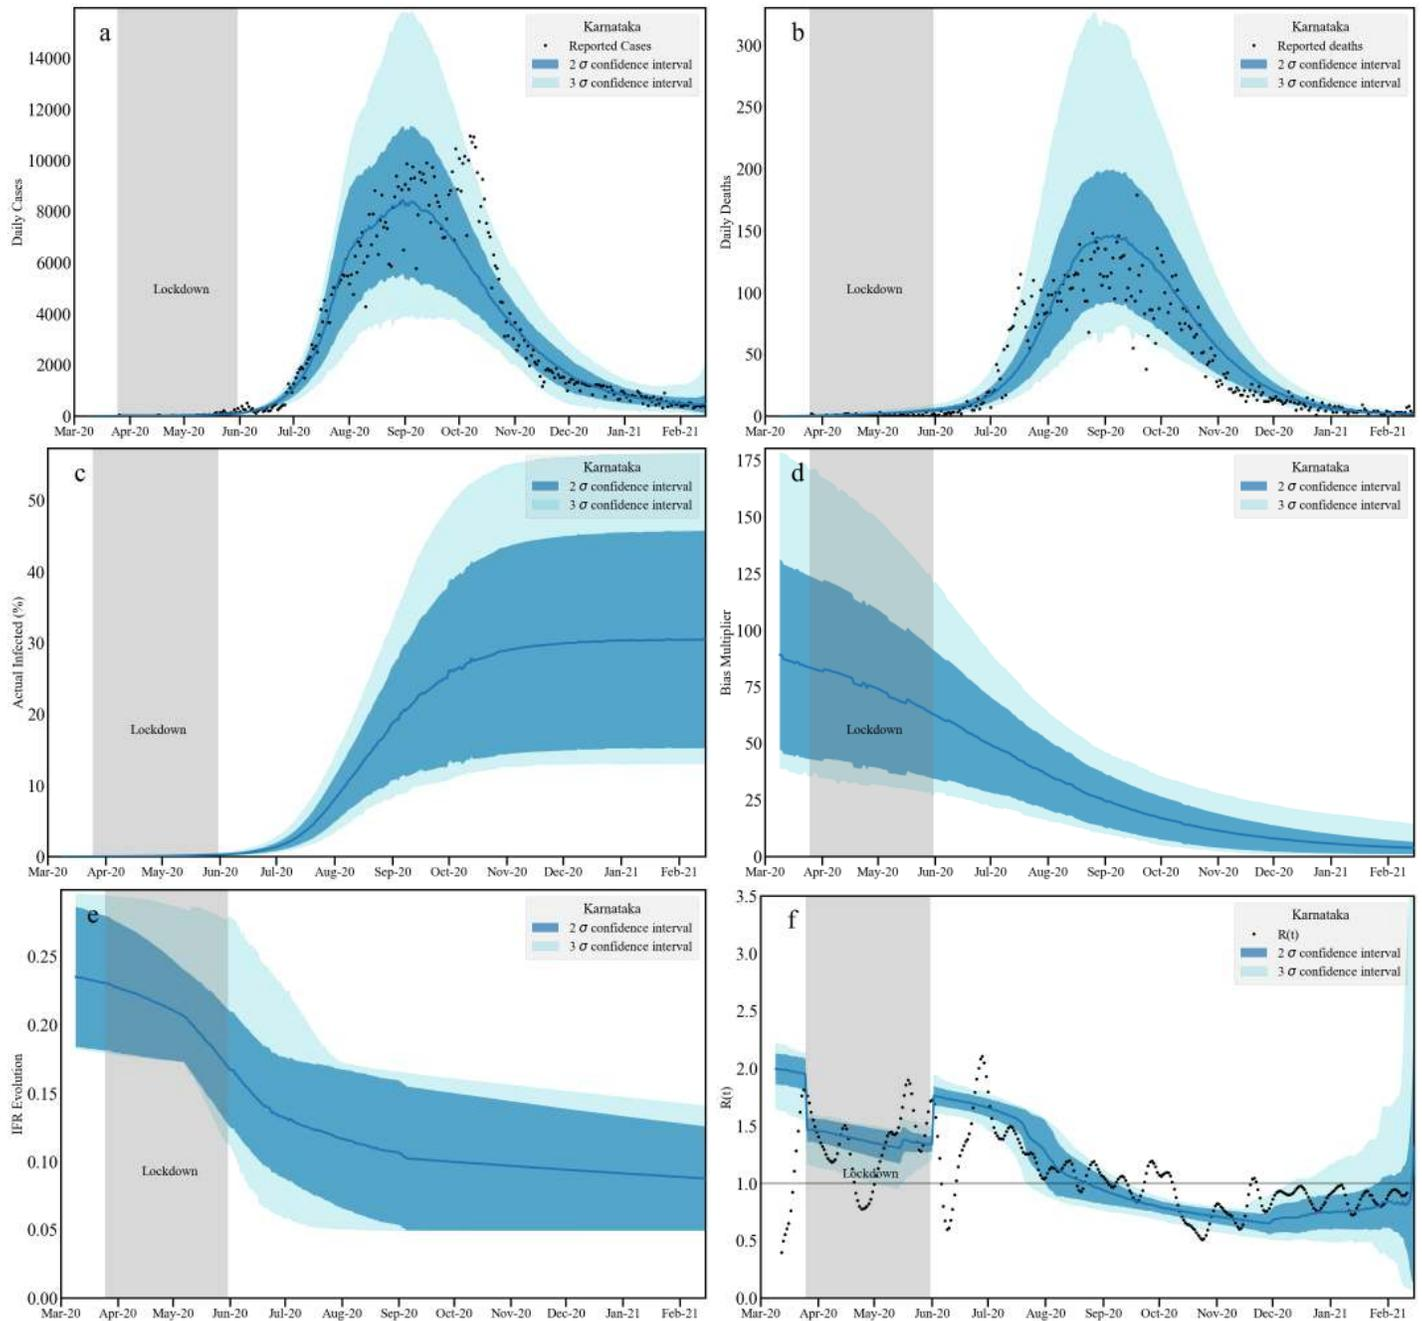 a
Karnataka
Reported Cases
2 σ confidence interval
3 σ confidence interval
14000
12000
10000
8000
6000
4000
2000
0
Daily Cases
Lockdown
Mar-20 Apr-20 May-20 Jun-20 Jul-20 Aug-20 Sep-20 Oct-20 Nov-20 Dec-20 Jan-21 Feb-21
b
Karnataka
Reported deaths
2 σ confidence interval
3 σ confidence interval
300
250
200
150
100
50
0
Daily Deaths
Lockdown
Mar-20 Apr-20 May-20 Jun-20 Jul-20 Aug-20 Sep-20 Oct-20 Nov-20 Dec-20 Jan-21 Feb-21
c
Karnataka
2 σ confidence interval
3 σ confidence interval
50
40
30
20
10
0
Actual Infected (%)
Lockdown
Mar-20 Apr-20 May-20 Jun-20 Jul-20 Aug-20 Sep-20 Oct-20 Nov-20 Dec-20 Jan-21 Feb-21
d
Karnataka
2 σ confidence interval
3 σ confidence interval
175
150
125
100
75
50
25
0
Bias Multiplier
Lockdown
Mar-20 Apr-20 May-20 Jun-20 Jul-20 Aug-20 Sep-20 Oct-20 Nov-20 Dec-20 Jan-21 Feb-21
e
Karnataka
2 σ confidence interval
3 σ confidence interval
0.25
0.20
0.15
0.10
0.05
0.00
IFR Evolution
Lockdown
Mar-20 Apr-20 May-20 Jun-20 Jul-20 Aug-20 Sep-20 Oct-20 Nov-20 Dec-20 Jan-21 Feb-21
f
Karnataka
R(t)
2 σ confidence interval
3 σ confidence interval
3.5
3.0
2.5
2.0
1.5
1.0
0.5
0.0
R(t)
Lockdown
Mar-20 Apr-20 May-20 Jun-20 Jul-20 Aug-20 Sep-20 Oct-20 Nov-20 Dec-20 Jan-21 Feb-21